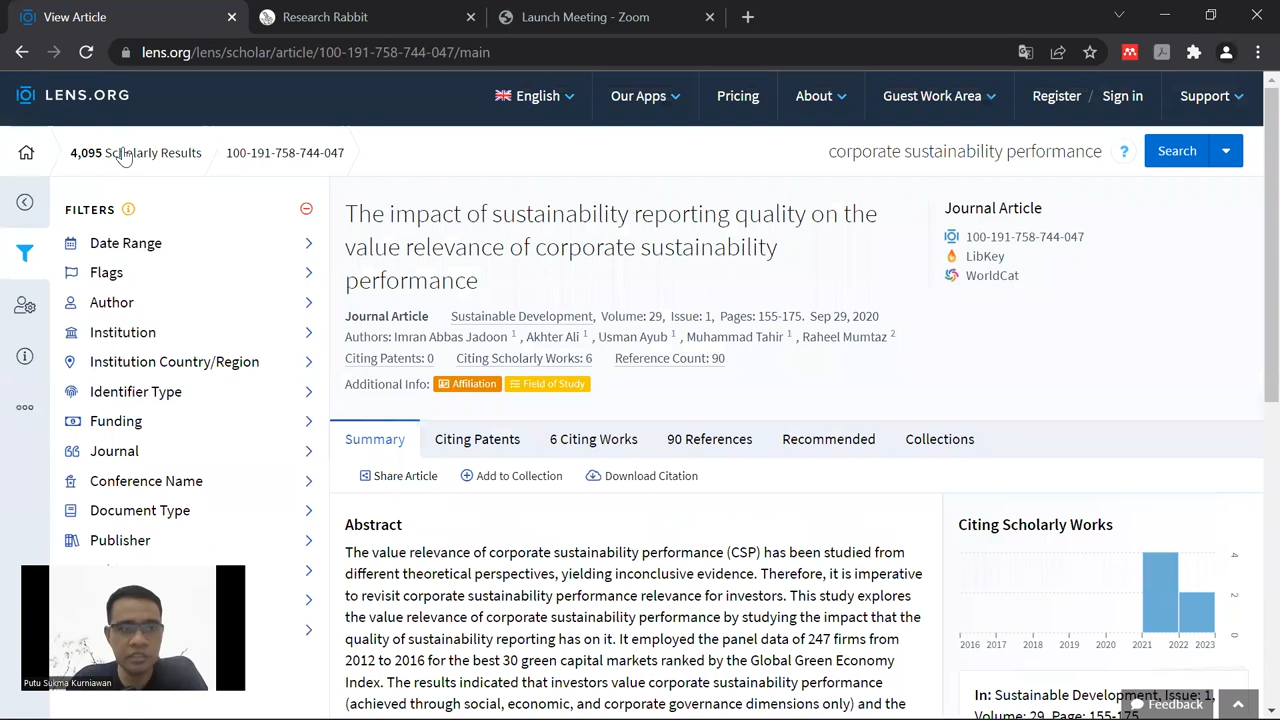 View Article
Research Rabbit
Launch Meeting - Zoom
lens.org/lens/scholar/article/100-191-758-744-047/main
LENS.ORG
English
Our Apps
Pricing
About
Guest Work Area
Register / Sign in
Support
4,095 Scholarly Results
100-191-758-744-047
corporate sustainability performance
?
Search
FILTERS
Date Range
Flags
Author
Institution
Institution Country/Region
Identifier Type
Funding
Journal
Conference Name
Document Type
Publisher
Putu Sukma Kurniawan
The impact of sustainability reporting quality on the
value relevance of corporate sustainability
performance
Journal Article Sustainable Development, Volume: 29, Issue: 1, Pages: 155-175. Sep 29, 2020
Authors: Imran Abbas Jadoon 1 , Akhter Ali 1 , Usman Ayub 1 , Muhammad Tahir 1 , Raheel Mumtaz 2
Citing Patents: 0 Citing Scholarly Works: 6 Reference Count: 90
Additional Info: Affiliation Field of Study
Journal Article
100-191-758-744-047
LibKey
WorldCat
Summary
Citing Patents
6 Citing Works
90 References
Recommended
Collections
Share Article
Add to Collection
Download Citation
Abstract
The value relevance of corporate sustainability performance (CSP) has been studied from
different theoretical perspectives, yielding inconclusive evidence. Therefore, it is imperative
to revisit corporate sustainability performance relevance for investors. This study explores
the value relevance of corporate sustainability performance by studying the impact that the
quality of sustainability reporting has on it. It employed the panel data of 247 firms from
2012 to 2016 for the best 30 green capital markets ranked by the Global Green Economy
Index. The results indicated that investors value corporate sustainability performance
(achieved through social, economic, and corporate governance dimensions only) and the
Citing Scholarly Works
4
2
0
2016 2017 2018 2019 2020 2021 2022 2023
In: Sustainable Development, Issue: 1,
Volume: 29, Page: 155-175
Feedback